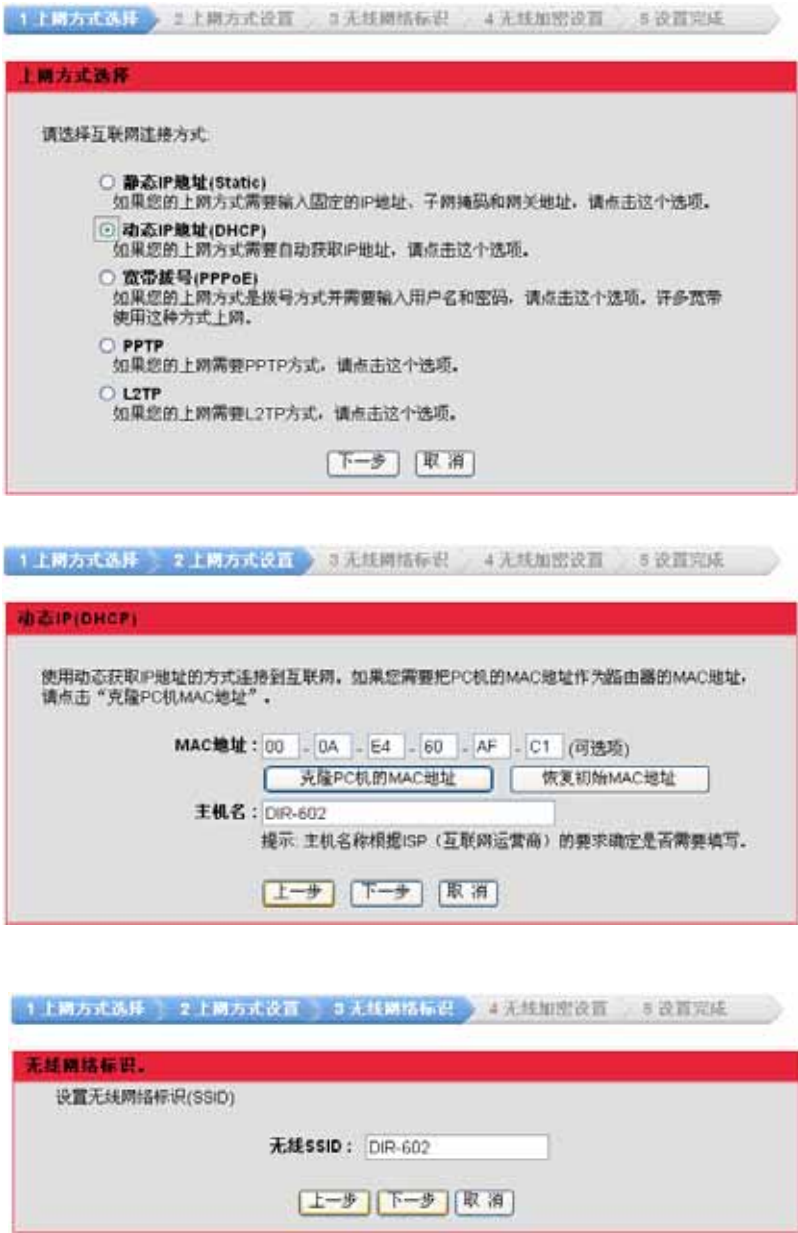 1 上网方式选择 2 上网方式设置 3 无线网络标识 4 无线加密设置 5 设置完成
上网方式选择
请选择互联网连接方式:
静态IP地址(Static)
如果您的上网方式需要输入固定的IP地址、子网掩码和网关地址，请点击这个选项。
动态IP地址(DHCP)
如果您的上网方式需要自动获取IP地址，请点击这个选项。
宽带拨号(PPPoE)
如果您的上网方式是拨号方式并需要输入用户名和密码，请点击这个选项。许多宽带
使用这种方式上网。
PPTP
如果您的上网需要PPTP方式，请点击这个选项。
L2TP
如果您的上网需要L2TP方式，请点击这个选项。
下一步 取 消
1 上网方式选择 2 上网方式设置 3 无线网络标识 4 无线加密设置 5 设置完成
动态IP(DHCP)
使用动态获取IP地址的方式连接到互联网。如果您需要把PC机的MAC地址作为路由器的MAC地址，
请点击“克隆PC机MAC地址”。
MAC地址：00 - 0A - E4 - 60 - AF - C1 (可选项)
克隆PC机的MAC地址 恢复初始MAC地址
主机名：DIR-602
提示: 主机名称根据ISP（互联网运营商）的要求确定是否需要填写。
上一步 下一步 取 消
1 上网方式选择 2 上网方式设置 3 无线网络标识 4 无线加密设置 5 设置完成
无线网络标识。
设置无线网络标识(SSID)
无线SSID： DIR-602
上一步 下一步 取 消